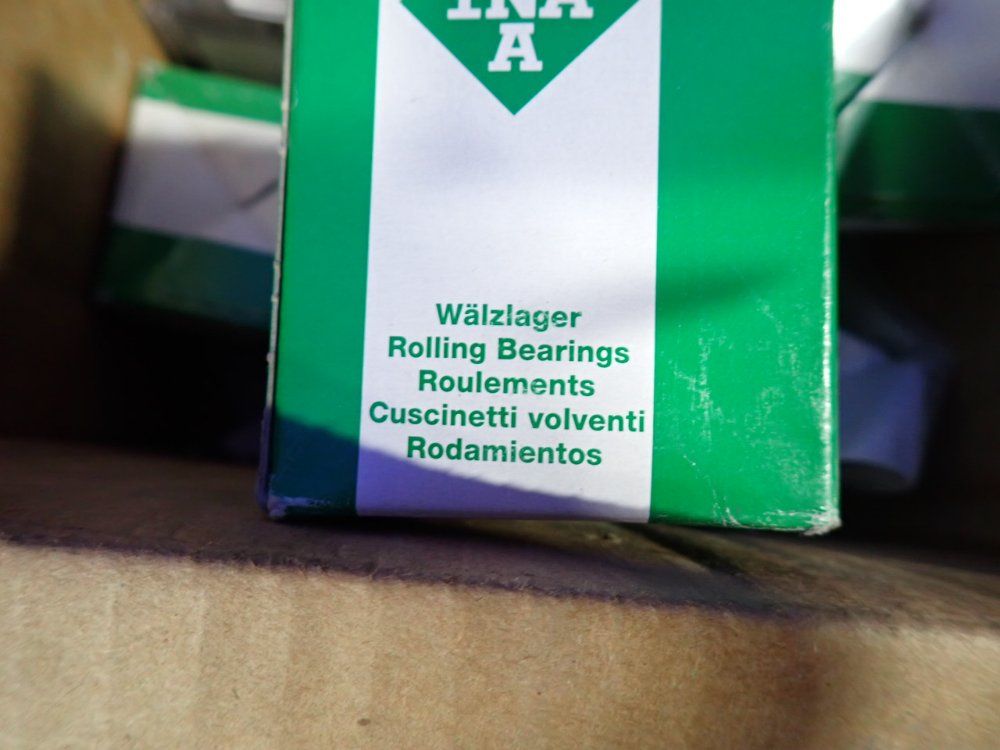 INA
A
Wälzlager
Rolling Bearings
Roulements
Cuscinetti volventi
Rodamientos